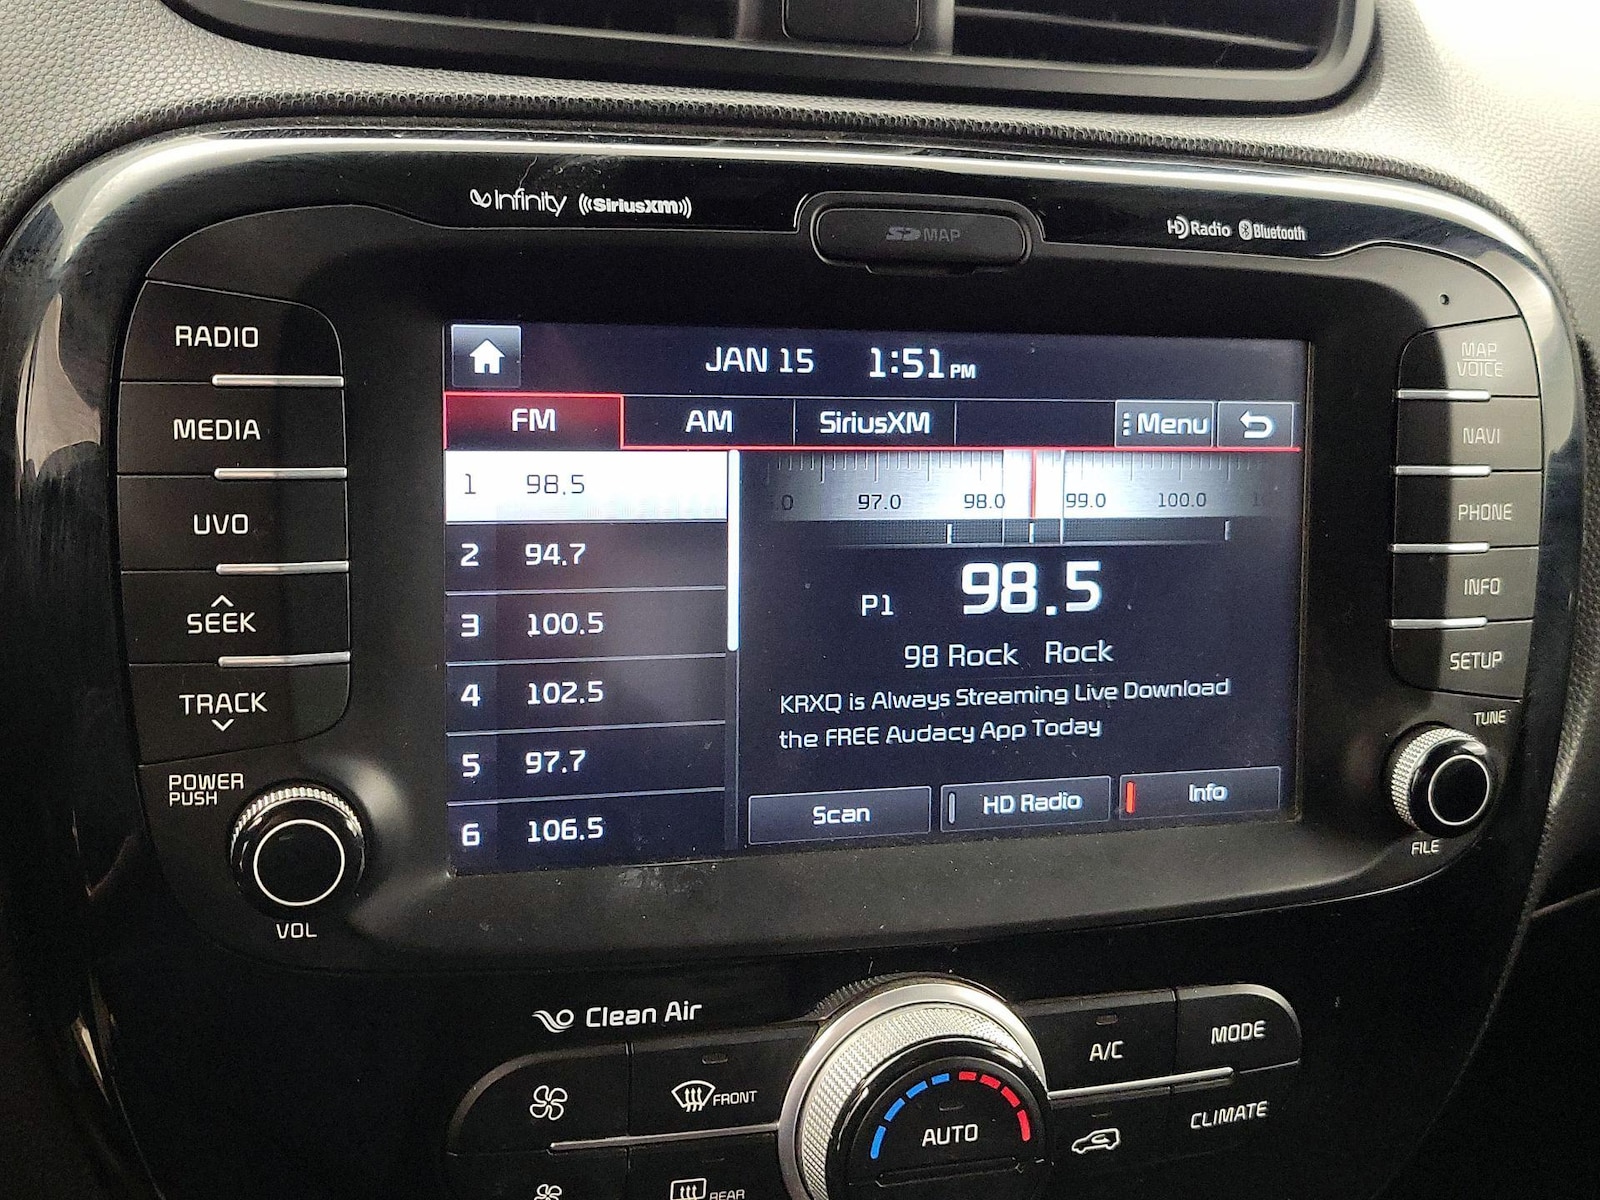 Infinity ((SiriusXM))
SD MAP
HD Radio Bluetooth
RADIO
MEDIA
UVO
SEEK
TRACK
POWER
PUSH
VOL
JAN 15 1:51 PM
FM AM SiriusXM Menu
1 98.5
2 94.7
3 100.5
4 102.5
5 97.7
6 106.5
0 97.0 98.0 99.0 100.0 1
P1 98.5
98 Rock Rock
KRXQ is Always Streaming Live Download
the FREE Audacy App Today
Scan HD Radio Info
MAP
VOICE
NAVI
PHONE
INFO
SETUP
TUNE
FILE
Clean Air
FRONT
REAR
AUTO
A/C
MODE
CLIMATE